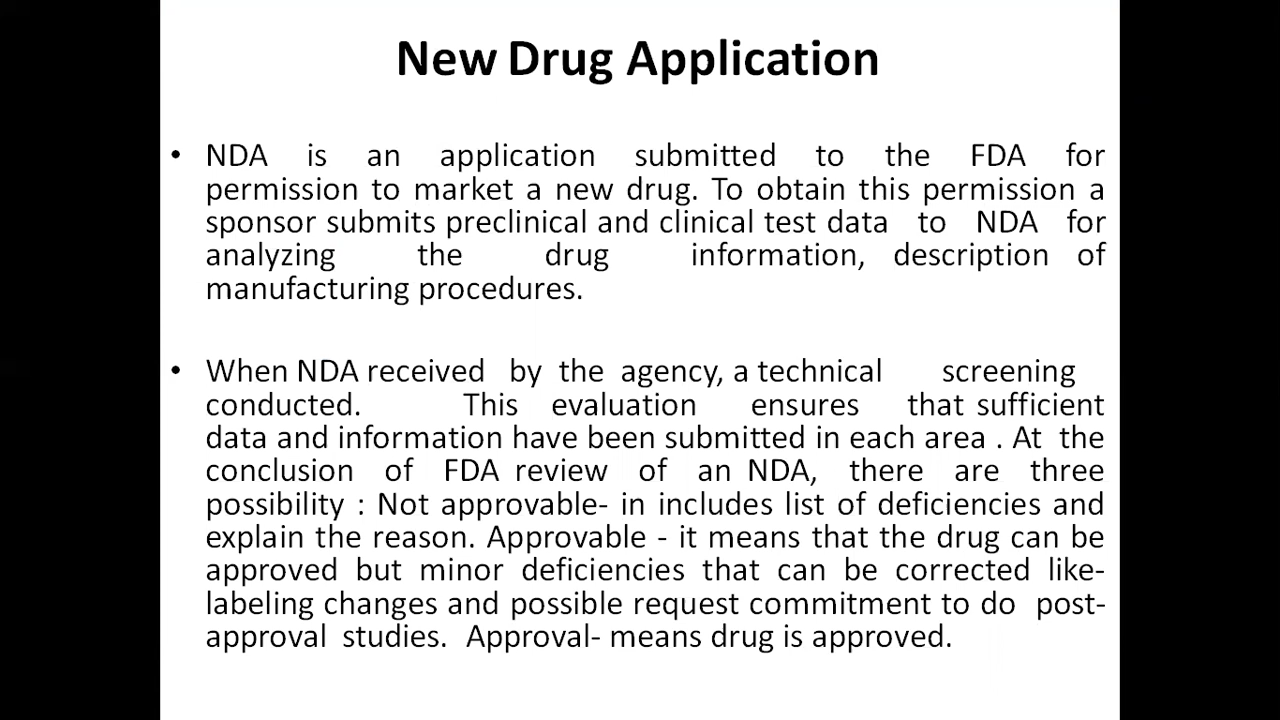 New Drug Application
• NDA is an application submitted to the FDA for
permission to market a new drug. To obtain this permission a
sponsor submits preclinical and clinical test data to NDA for
analyzing the drug information, description of
manufacturing procedures.
• When NDA received by the agency, a technical screening
conducted. This evaluation ensures that sufficient
data and information have been submitted in each area . At the
conclusion of FDA review of an NDA, there are three
possibility : Not approvable- in includes list of deficiencies and
explain the reason. Approvable - it means that the drug can be
approved but minor deficiencies that can be corrected like-
labeling changes and possible request commitment to do post-
approval studies. Approval- means drug is approved.